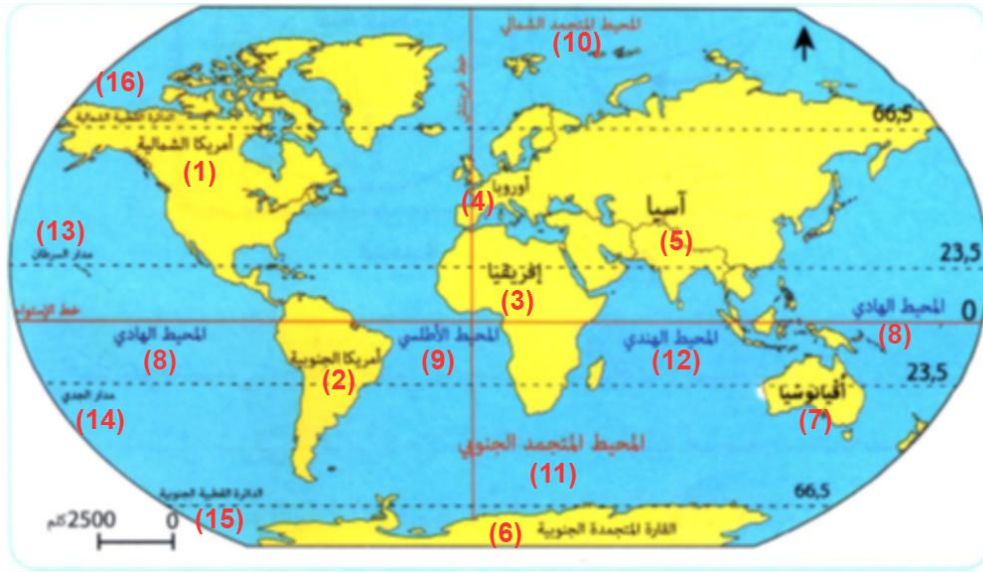 المحيط المتجمد الشمالي
(10)
خط غرينتش
(16)
الدائرة القطبية الشمالية
66,5
أمريكا الشمالية
(1)
أوروبا
(4)
آسيا
(5)
(13)
مدار السرطان
23,5
إفريقيا
(3)
خط الإستواء
0
المحيط الهادي
(8)
المحيط الهادي
(8)
المحيط الأطلسي
(9)
المحيط الهندي
(12)
أمريكا الجنوبية
(2)
23,5
أقيانوسيا
(7)
مدار الجدي
(14)
المحيط المتجمد الجنوبي
(11)
الدائرة القطبية الجنوبية
66,5
(15)
القارة المتجمدة الجنوبية
(6)
2500كلم 0